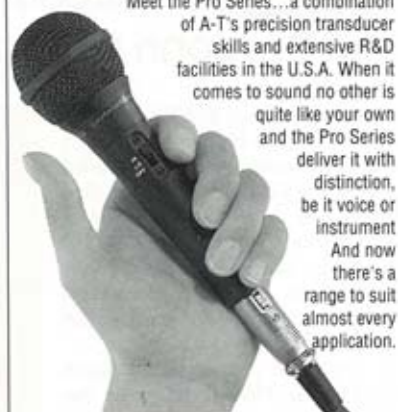 Meet the Pro Series...a combination
of A-T's precision transducer
skills and extensive R&D
facilities in the U.S.A. When it
comes to sound no other is
quite like your own
and the Pro Series
deliver it with
distinction,
be it voice or
instrument
And now
there's a
range to suit
almost every
application.